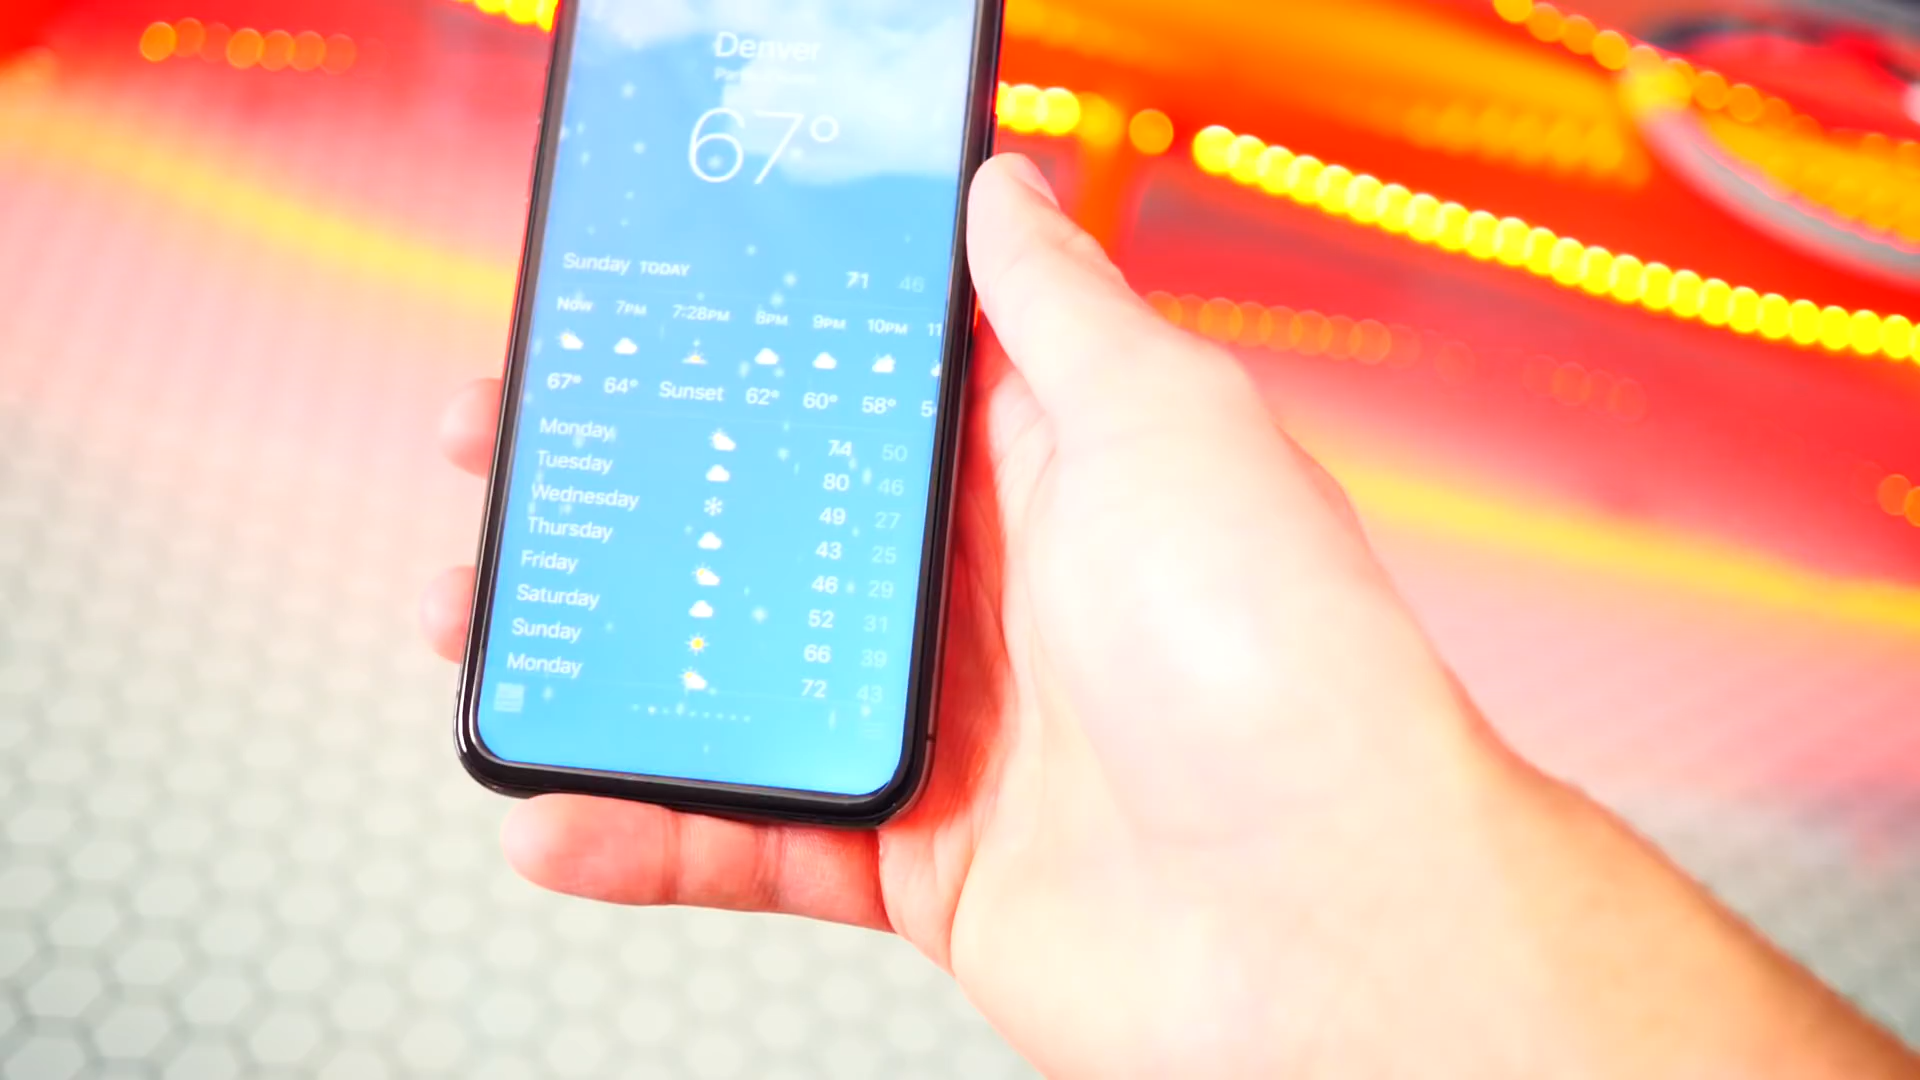 Denver
67°
Sunday TODAY 71 46
Now 7PM 7:28PM 8PM 9PM 10PM 11
67° 64° Sunset 62° 60° 58°
Monday 74 50
Tuesday 80 46
Wednesday 49 27
Thursday 43 25
Friday 46 29
Saturday 52 31
Sunday 66 39
Monday 72 43